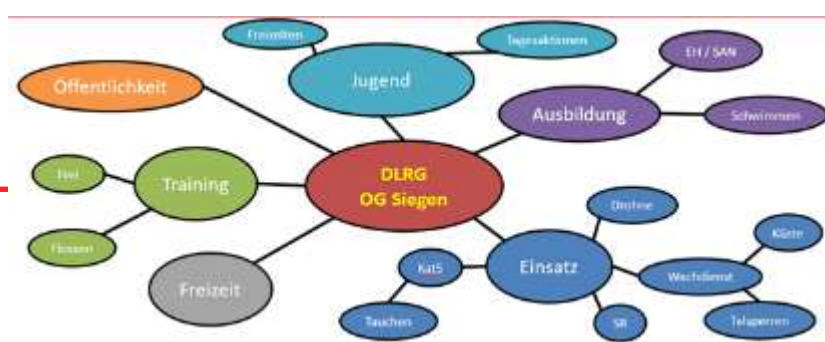 Freizeiten
Tagesaktionen
EH / SAN
Jugend
Öffentlichkeit
Ausbildung
Schwimmen
DLRG
OG Siegen
Training
Flossen
Drohne
Küste
KatS
Einsatz
Wachdienst
Freizeit
Tauchen
SR
Talsperren